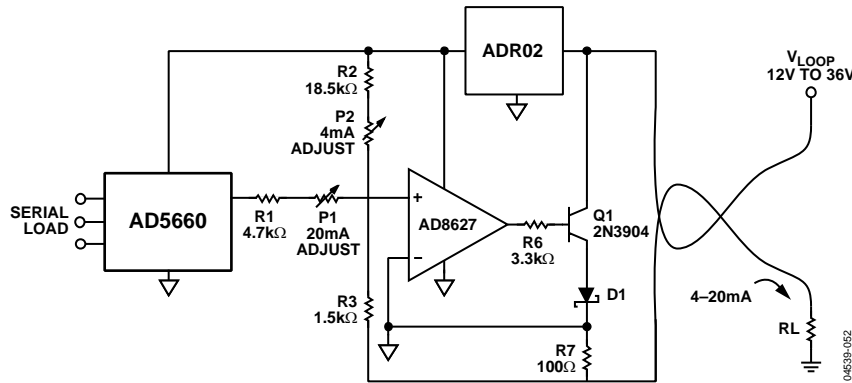 ADR02
V LOOP
12V TO 36V
R2
18.5kΩ
P2
4mA
ADJUST
SERIAL
LOAD
AD5660
R1
4.7kΩ
P1
20mA
ADJUST
+
–
AD8627
R6
3.3kΩ
Q1
2N3904
D1
4–20mA
R3
1.5kΩ
R7
100Ω
RL
04539-052